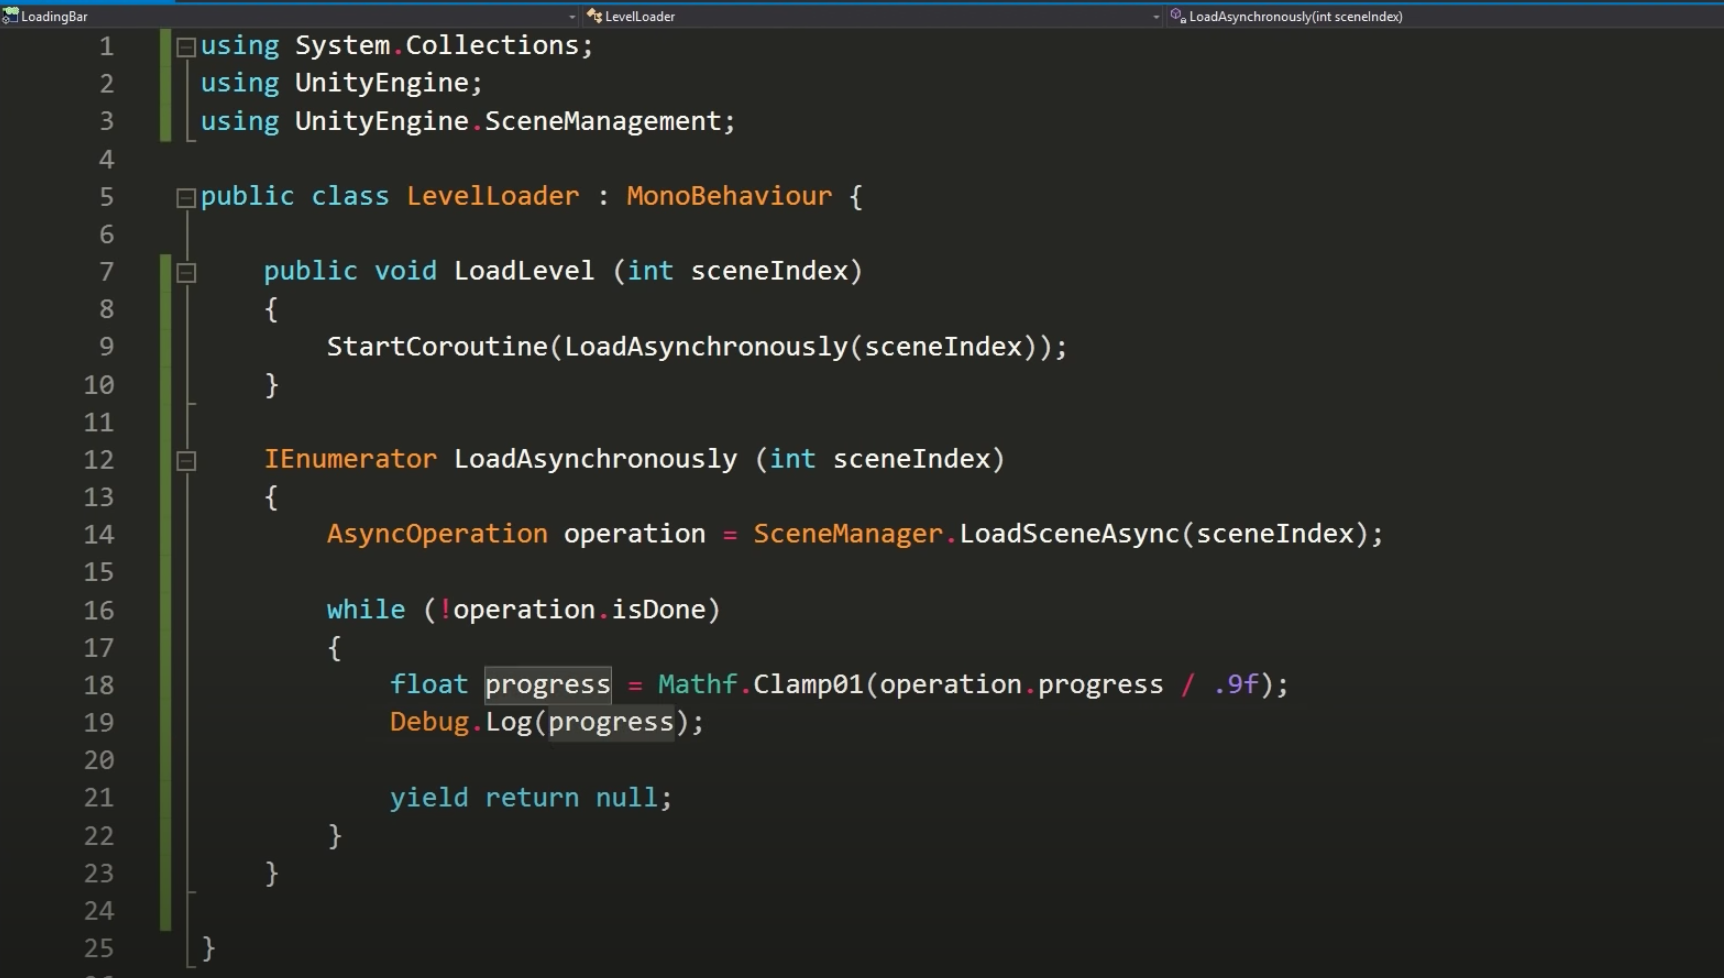 LoadingBar LevelLoader LoadAsynchronously(int sceneIndex)
1 using System.Collections;
2 using UnityEngine;
3 using UnityEngine.SceneManagement;
4
5 public class LevelLoader : MonoBehaviour {
6
7 public void LoadLevel (int sceneIndex)
8 {
9 StartCoroutine(LoadAsynchronously(sceneIndex));
10 }
11
12 IEnumerator LoadAsynchronously (int sceneIndex)
13 {
14 AsyncOperation operation = SceneManager.LoadSceneAsync(sceneIndex);
15
16 while (!operation.isDone)
17 {
18 float progress = Mathf.Clamp01(operation.progress / .9f);
19 Debug.Log(progress);
20
21 yield return null;
22 }
23 }
24
25 }